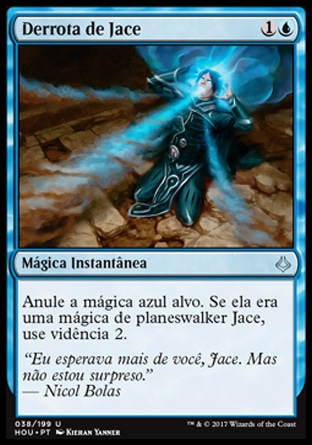 Derrota de Jace 1
Mágica Instantânea
Anule a mágica azul alvo. Se ela era
uma mágica de planeswalker Jace,
use vidência 2.
“Eu esperava mais de você, Jace. Mas
não estou surpreso.”
— Nicol Bolas
038/199 U
HOU • PT Kieran Yanner
™ & © 2017 Wizards of the Coast